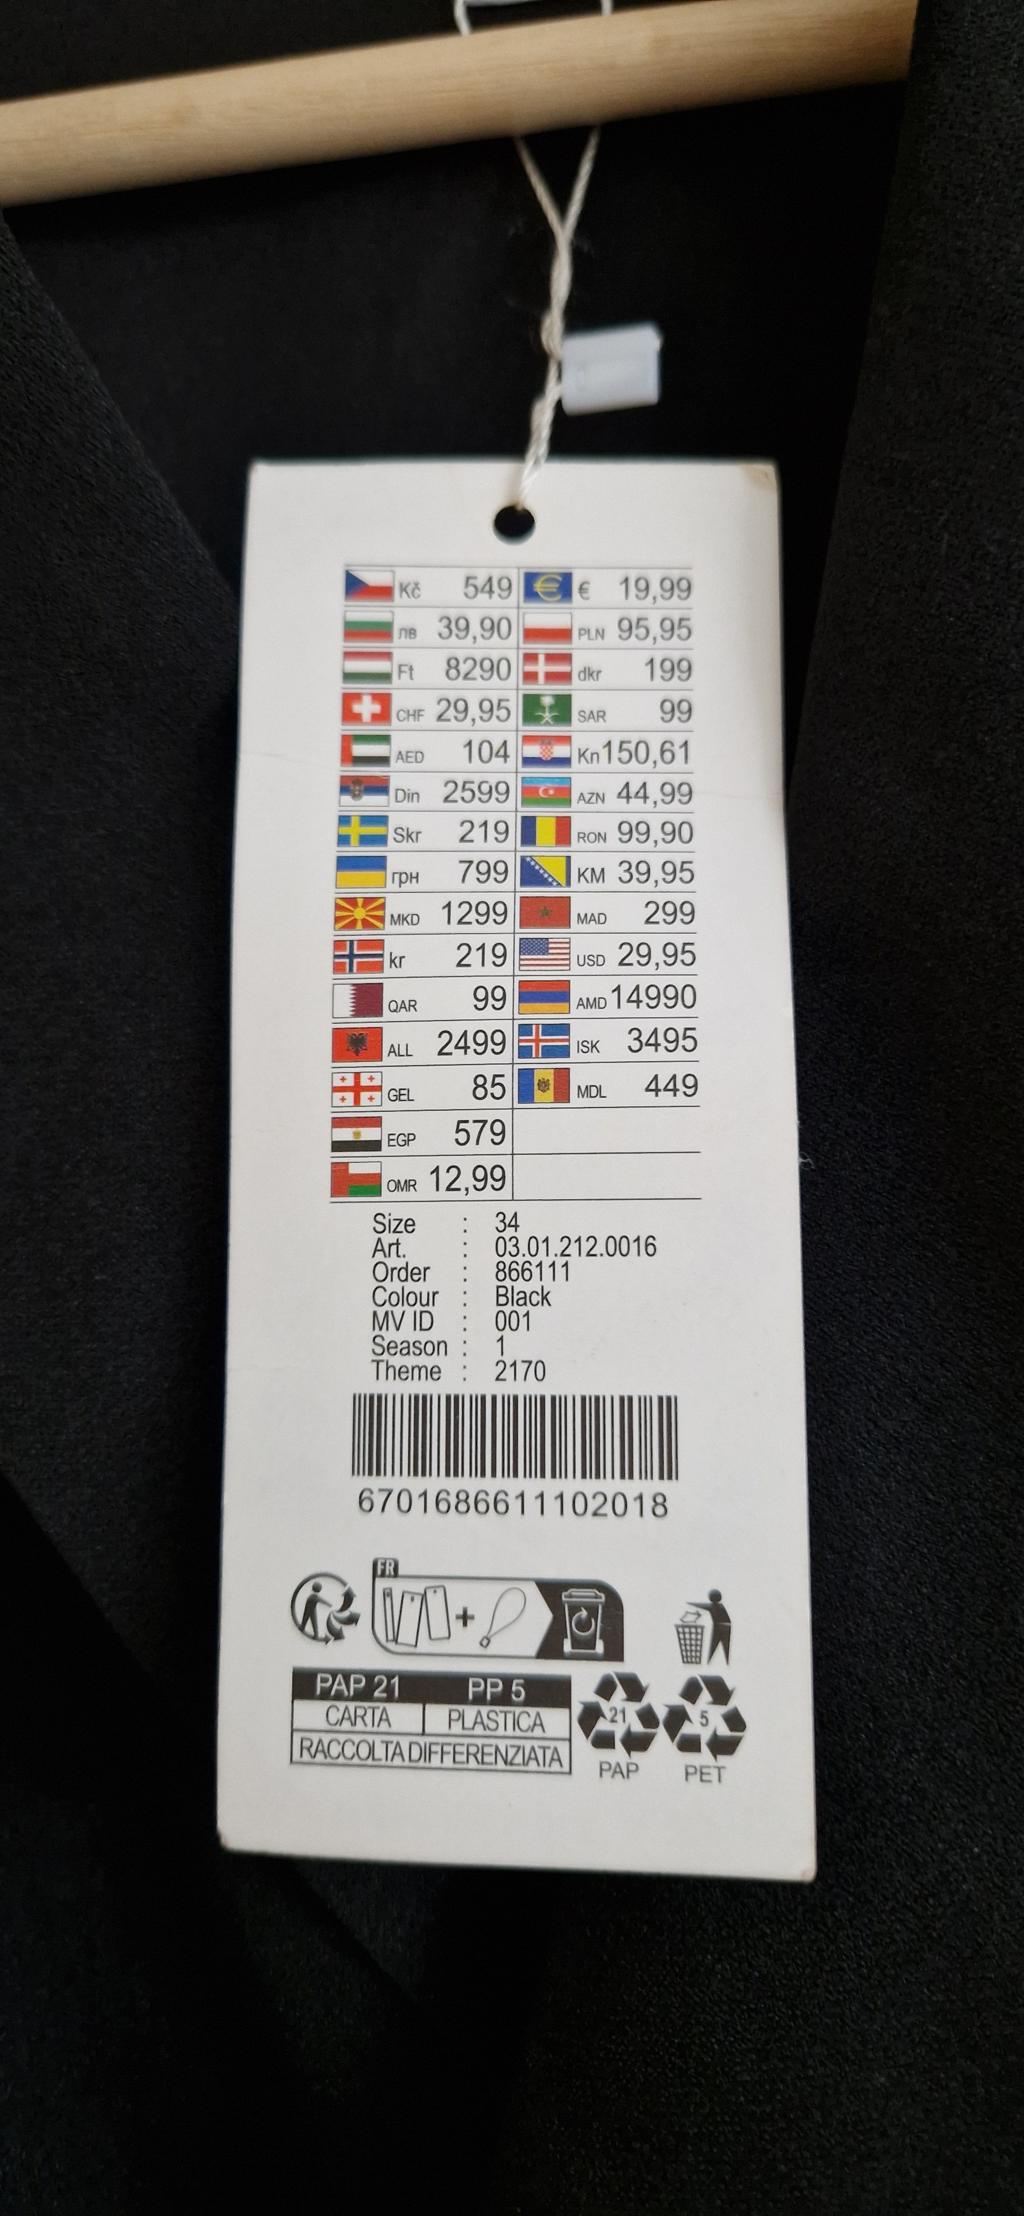 Kč 549 € 19,99
лв 39,90 PLN 95,95
Ft 8290 dkr 199
CHF 29,95 SAR 99
AED 104 Kn 150,61
Din 2599 AZN 44,99
Skr 219 RON 99,90
грн 799 KM 39,95
MKD 1299 MAD 299
kr 219 USD 29,95
QAR 99 AMD 14990
ALL 2499 ISK 3495
GEL 85 MDL 449
EGP 579
OMR 12,99
Size : 34
Art. : 03.01.212.0016
Order : 866111
Colour : Black
MV ID : 001
Season : 1
Theme : 2170
6701686611102018
FR
+
PAP 21 PP 5
CARTA PLASTICA
RACCOLTA DIFFERENZIATA
21 5
PAP PET